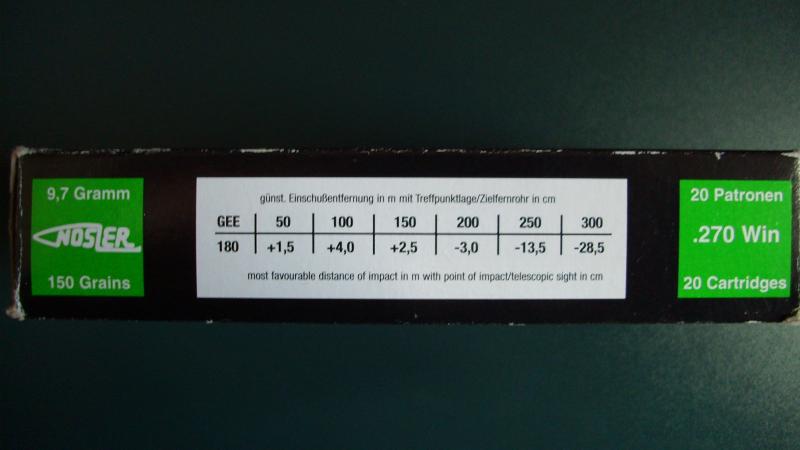 9,7 Gramm
NOSLER
150 Grains
günst. Einschußentfernung in m mit Treffpunktlage/Zielfernrohr in cm
GEE 50 100 150 200 250 300
180 +1,5 +4,0 +2,5 -3,0 -13,5 -28,5
most favourable distance of impact in m with point of impact/telescopic sight in cm
20 Patronen
.270 Win
20 Cartridges